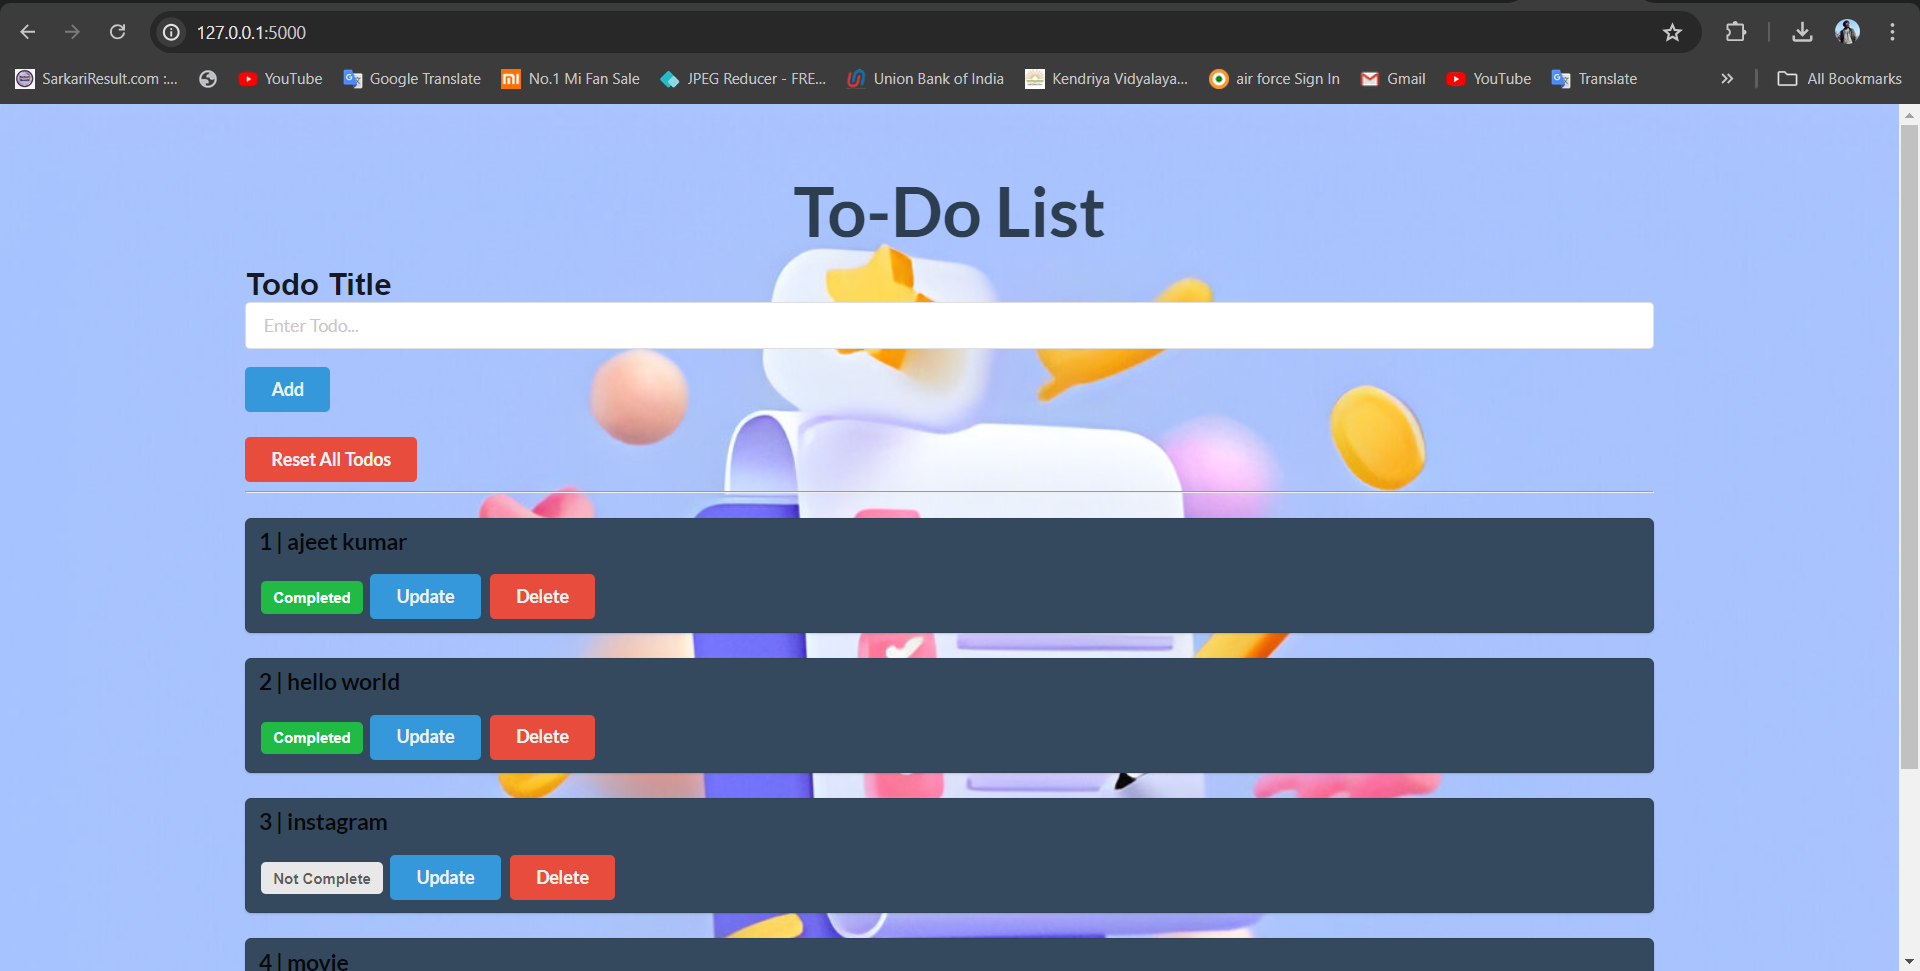 127.0.0.1:5000
SarkariResult.com :... YouTube Google Translate No.1 Mi Fan Sale JPEG Reducer - FRE... Union Bank of India Kendriya Vidyalaya... air force Sign In Gmail YouTube Translate » All Bookmarks
To-Do List
Todo Title
Enter Todo...
Add
Reset All Todos
1 | ajeet kumar
Completed Update Delete
2 | hello world
Completed Update Delete
3 | instagram
Not Complete Update Delete
4 | movie